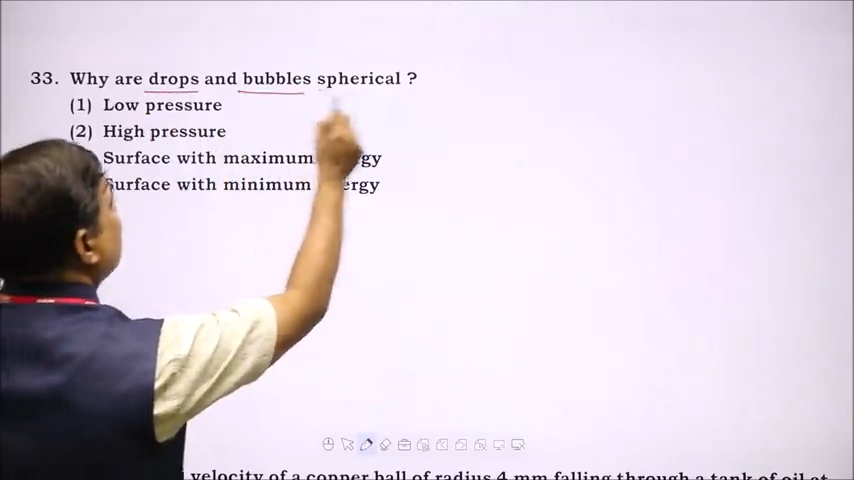 33. Why are drops and bubbles spherical ?
(1) Low pressure
(2) High pressure
Surface with maximum
Surface with minimum
velocity of a copper ball of radius 4 mm falling through a tank of oil at